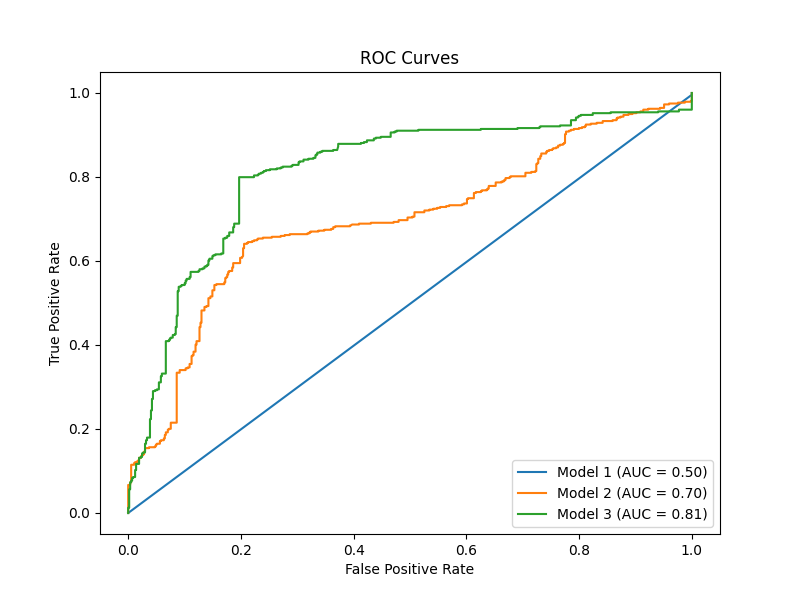 ROC Curves
True Positive Rate
1.0
0.8
0.6
0.4
0.2
0.0
0.0 0.2 0.4 0.6 0.8 1.0
False Positive Rate
Model 1 (AUC = 0.50)
Model 2 (AUC = 0.70)
Model 3 (AUC = 0.81)